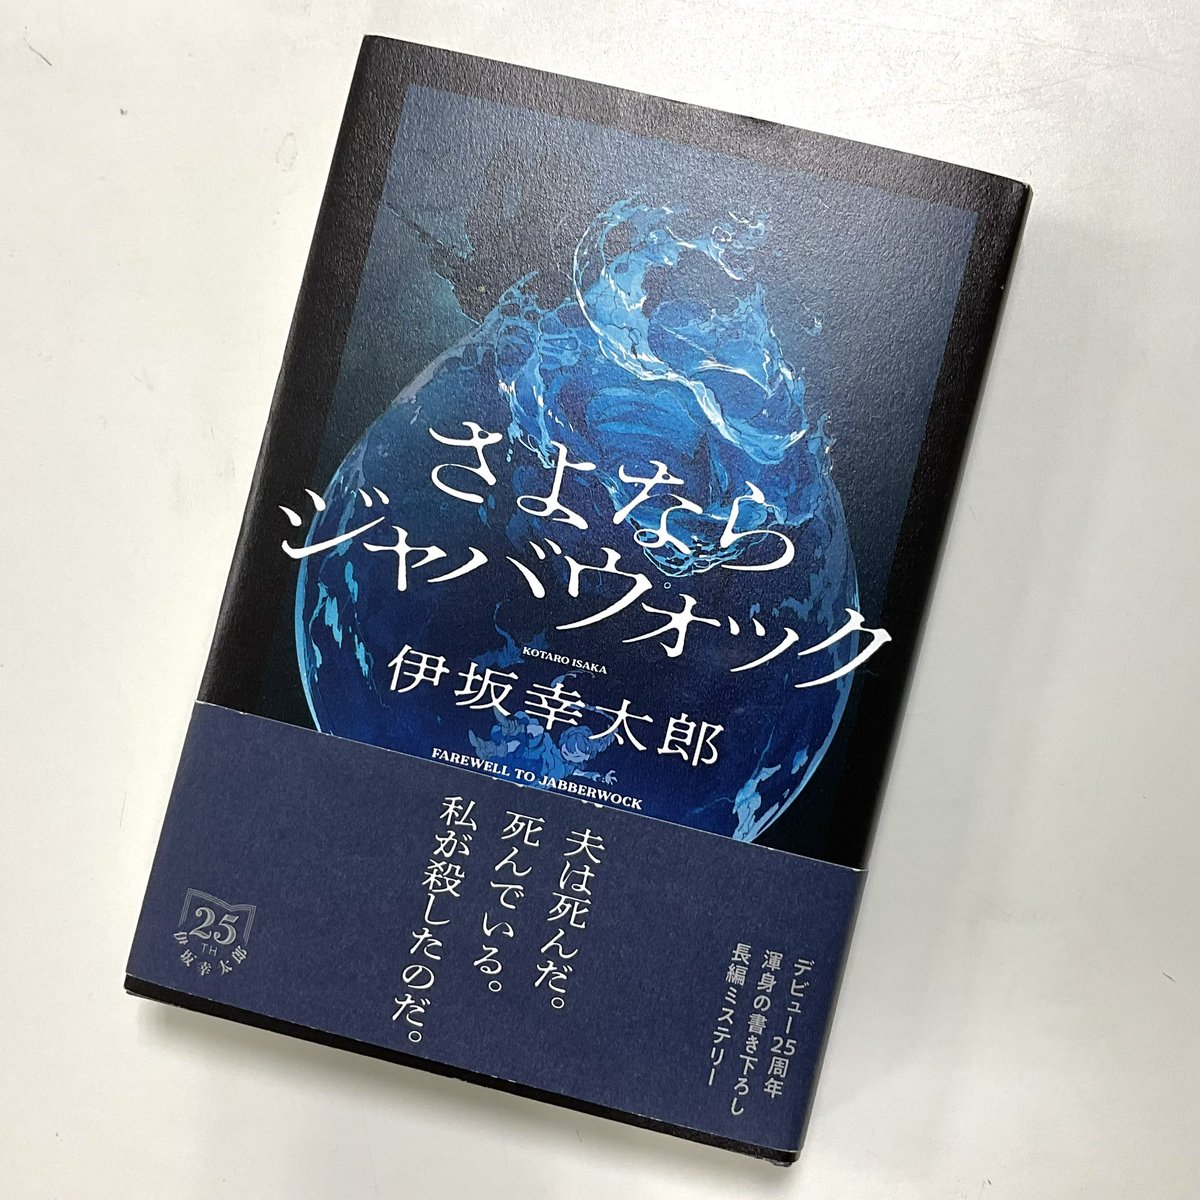 さよなら
ジャバウォック
KOTARO ISAKA
伊坂幸太郎
FAREWELL TO JABBERWOCK
夫は死んだ。
死んでいる。
私が殺したのだ。
デビュー25周年
渾身の書き下ろし
長編ミステリー
25
TH
伊坂幸太郎